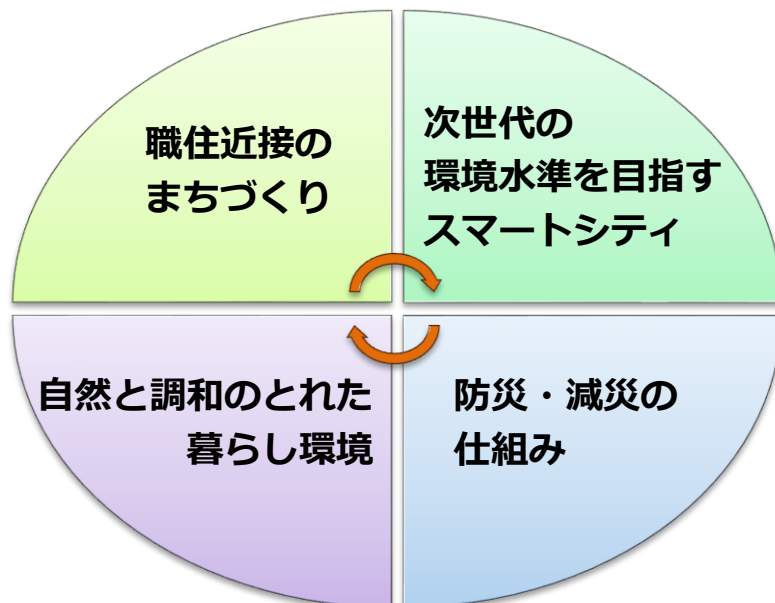 職住近接の
まちづくり
次世代の
環境水準を目指す
スマートシティ
自然と調和のとれた
暮らし環境
防災・減災の
仕組み